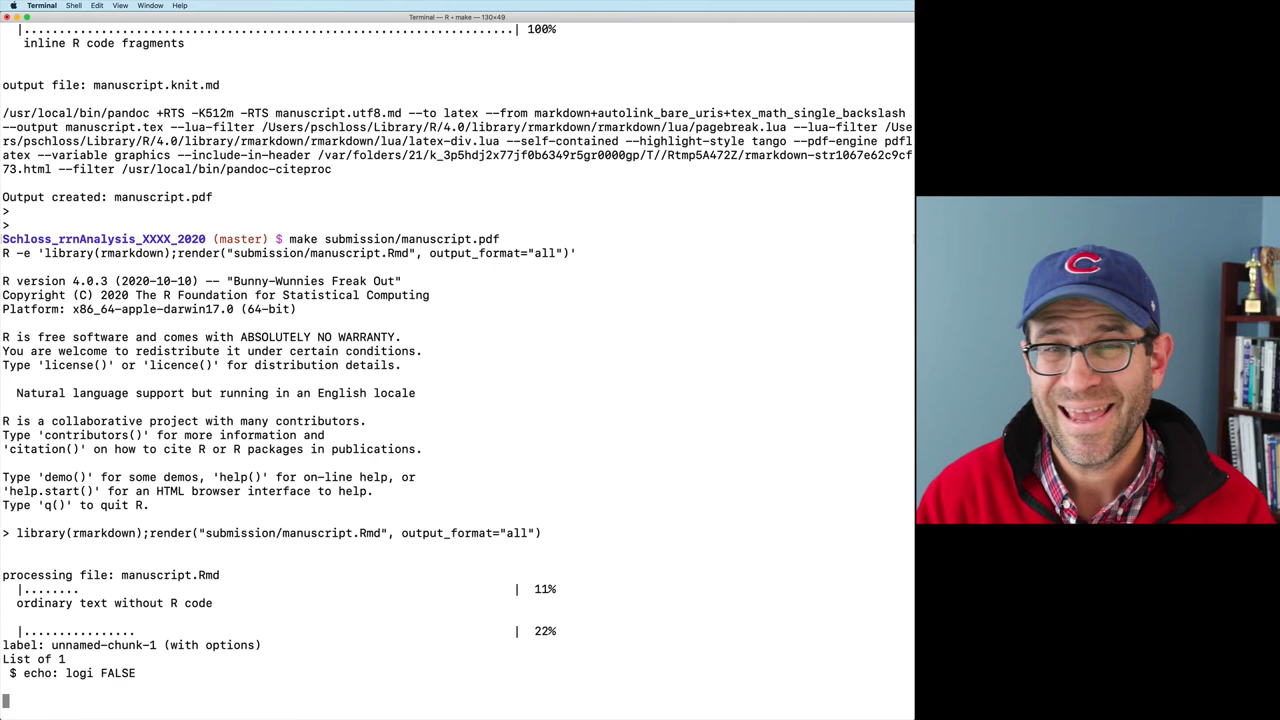 Terminal Shell Edit View Window Help
Terminal — R ◂ make — 130×49
|......................................................................| 100%
inline R code fragments
output file: manuscript.knit.md
/usr/local/bin/pandoc +RTS -K512m -RTS manuscript.utf8.md --to latex --from markdown+autolink_bare_uris+tex_math_single_backslash
--output manuscript.tex --lua-filter /Users/pschloss/Library/R/4.0/library/rmarkdown/rmarkdown/lua/pagebreak.lua --lua-filter /Use
rs/pschloss/Library/R/4.0/library/rmarkdown/rmarkdown/lua/latex-div.lua --self-contained --highlight-style tango --pdf-engine pdfl
atex --variable graphics --include-in-header /var/folders/21/k_3p5hdj2x77jf0b6349r5gr0000gp/T//Rtmp5A472Z/rmarkdown-str1067e62c9cf
73.html --filter /usr/local/bin/pandoc-citeproc
Output created: manuscript.pdf
>
>
Schloss_rrnAnalysis_XXXX_2020 (master) $ make submission/manuscript.pdf
R -e 'library(rmarkdown);render("submission/manuscript.Rmd", output_format="all")'
R version 4.0.3 (2020-10-10) -- "Bunny-Wunnies Freak Out"
Copyright (C) 2020 The R Foundation for Statistical Computing
Platform: x86_64-apple-darwin17.0 (64-bit)
R is free software and comes with ABSOLUTELY NO WARRANTY.
You are welcome to redistribute it under certain conditions.
Type 'license()' or 'licence()' for distribution details.
Natural language support but running in an English locale
R is a collaborative project with many contributors.
Type 'contributors()' for more information and
'citation()' on how to cite R or R packages in publications.
Type 'demo()' for some demos, 'help()' for on-line help, or
'help.start()' for an HTML browser interface to help.
Type 'q()' to quit R.
> library(rmarkdown);render("submission/manuscript.Rmd", output_format="all")
processing file: manuscript.Rmd
|........ | 11%
ordinary text without R code
|................ | 22%
label: unnamed-chunk-1 (with options)
List of 1
$ echo: logi FALSE
C